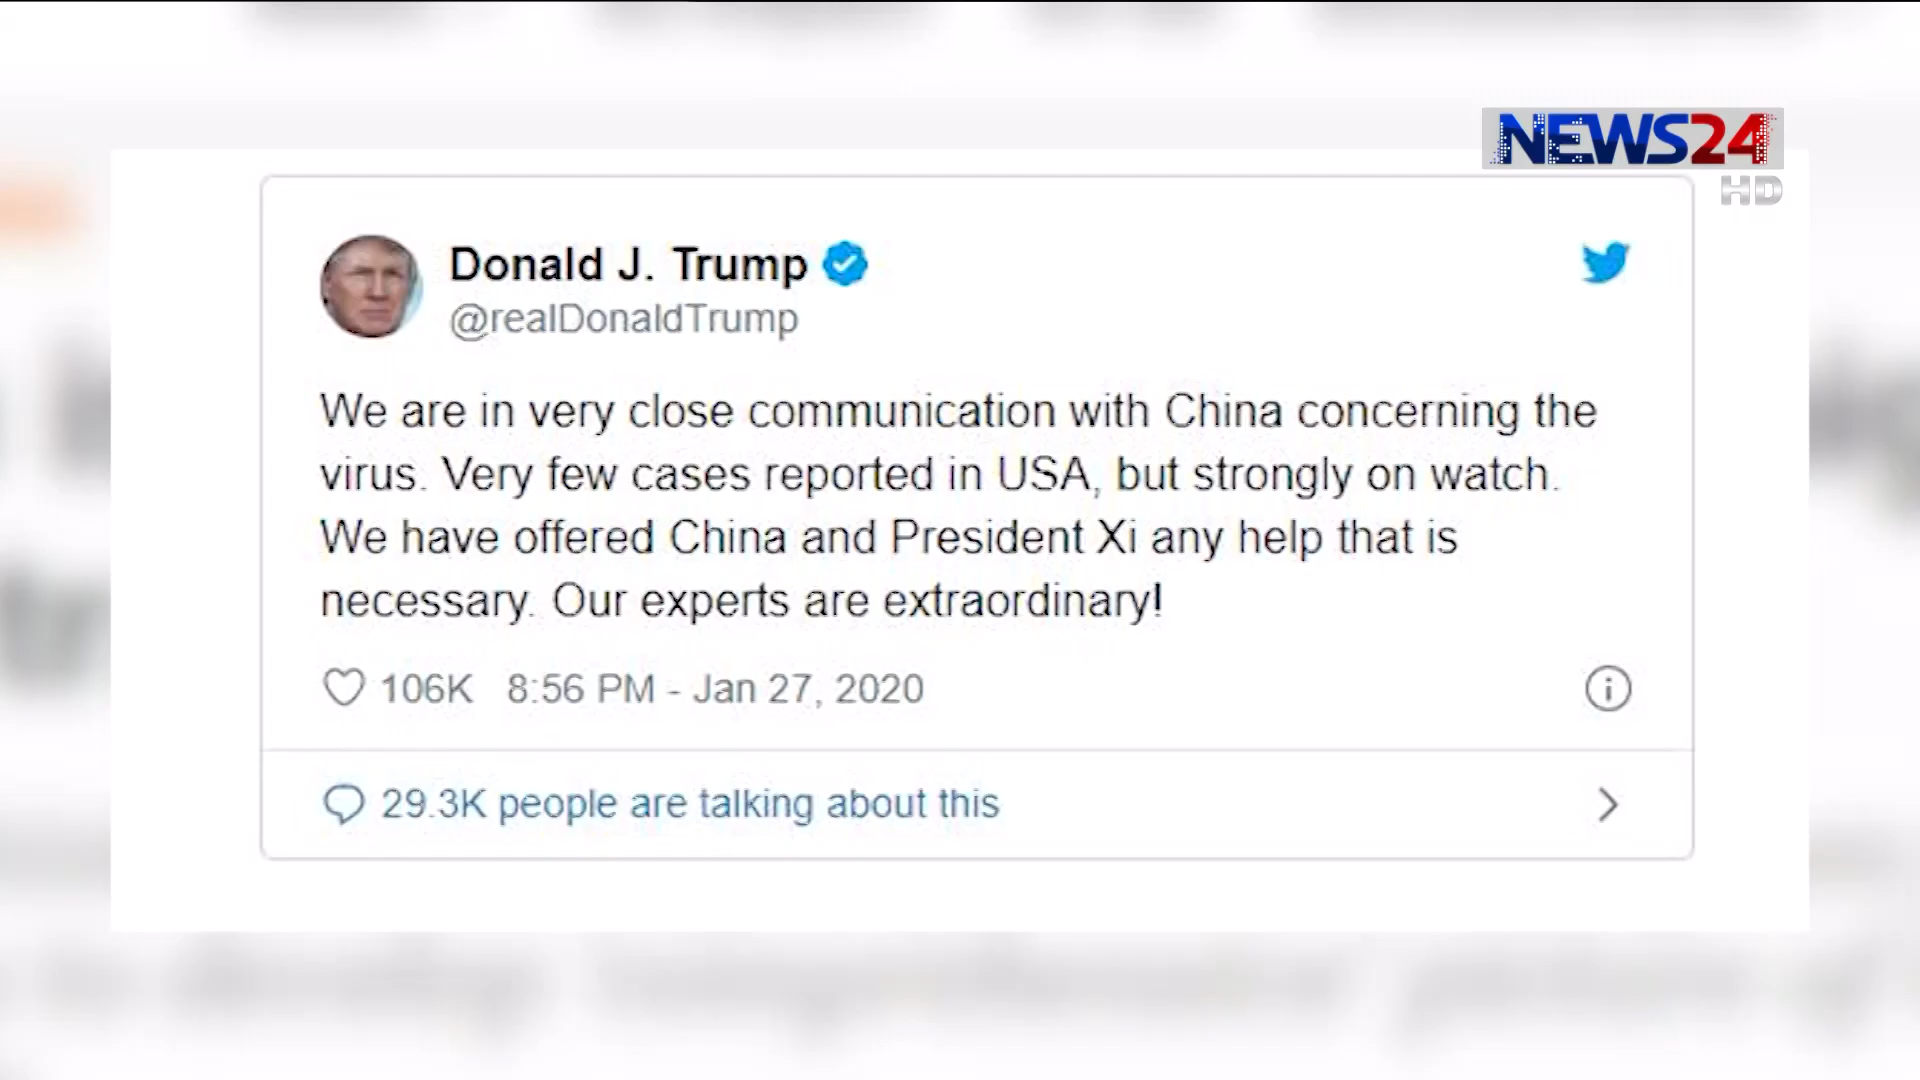 NEWS24
HD
Donald J. Trump
@realDonaldTrump
We are in very close communication with China concerning the
virus. Very few cases reported in USA, but strongly on watch.
We have offered China and President Xi any help that is
necessary. Our experts are extraordinary!
106K 8:56 PM - Jan 27, 2020
29.3K people are talking about this